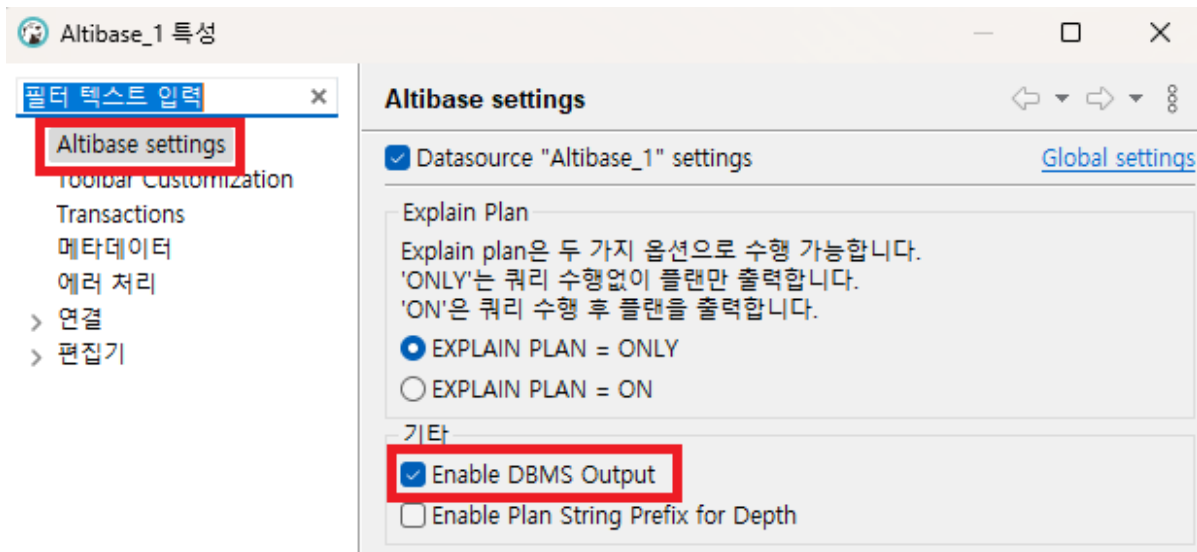 Altibase_1 특성
필터 텍스트 입력
Altibase settings
Toolbar Customization
Transactions
메타데이터
에러 처리
연결
편집기
Altibase settings
Datasource "Altibase_1" settings
Global settings
Explain Plan
Explain plan은 두 가지 옵션으로 수행 가능합니다.
'ONLY'는 쿼리 수행없이 플랜만 출력합니다.
'ON'은 쿼리 수행 후 플랜을 출력합니다.
EXPLAIN PLAN = ONLY
EXPLAIN PLAN = ON
기타
Enable DBMS Output
Enable Plan String Prefix for Depth